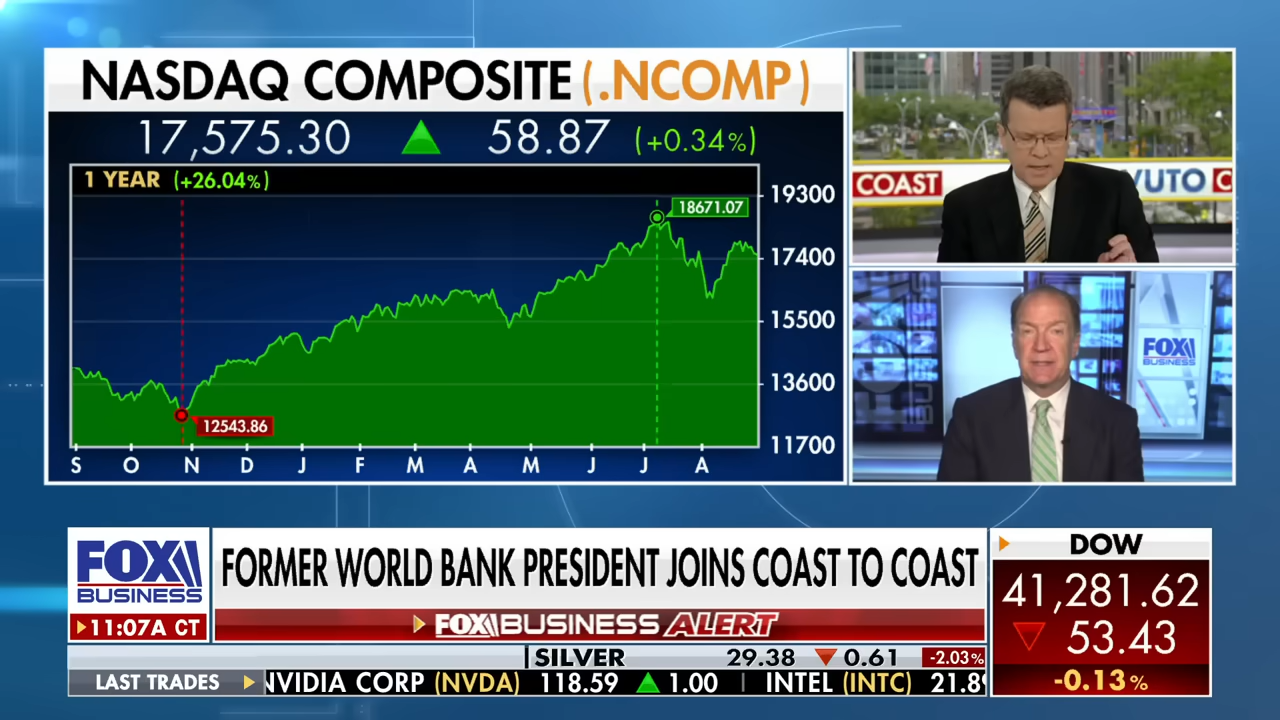 NASDAQ COMPOSITE (.NCOMP)
17,575.30 ▲ 58.87 (+0.34%)
1 YEAR (+26.04%)
18671.07
12543.86
19300
17400
15500
13600
11700
S O N D J F M A M J J A
COAST
VUTO C
FOX BUSINESS
FOX BUSINESS
11:07A CT
FORMER WORLD BANK PRESIDENT JOINS COAST TO COAST
FOX BUSINESS ALERT
DOW
41,281.62
▼ 53.43
-0.13%
SILVER 29.38 ▼ 0.61 -2.03%
LAST TRADES NVIDIA CORP (NVDA) 118.59 ▲ 1.00 | INTEL (INTC) 21.89